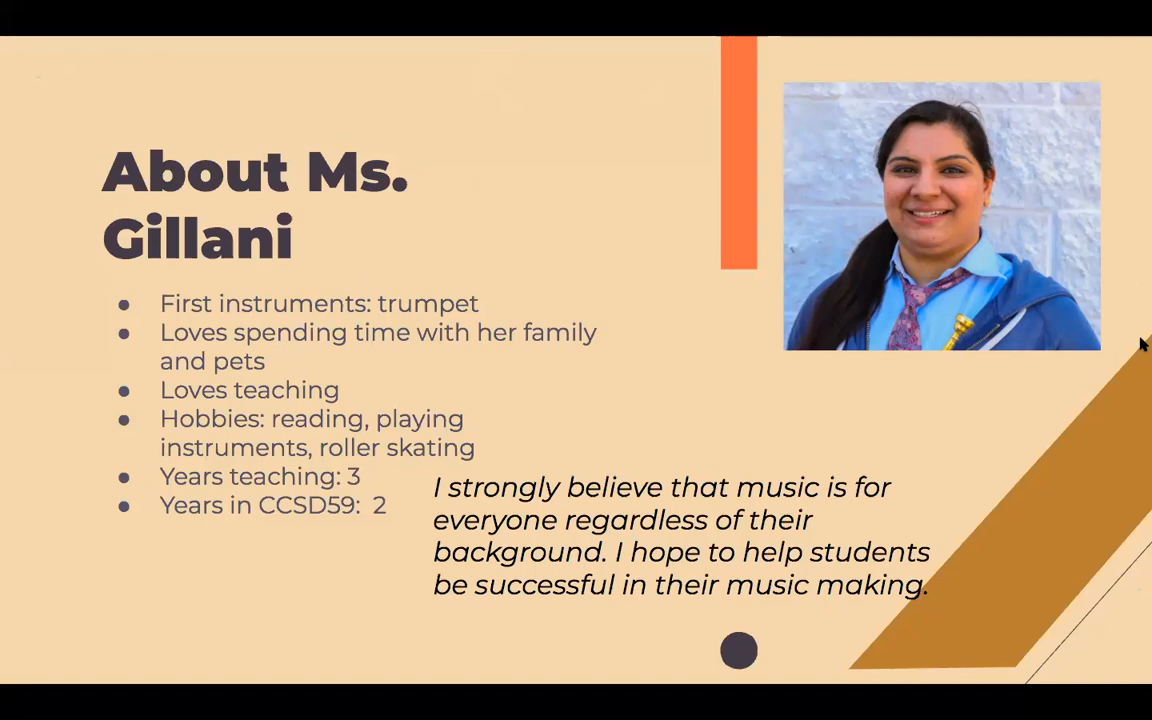 About Ms.
Gillani
● First instruments: trumpet
● Loves spending time with her family
and pets
● Loves teaching
● Hobbies: reading, playing
instruments, roller skating
● Years teaching: 3
● Years in CCSD59:  2
I strongly believe that music is for
everyone regardless of their
background. I hope to help students
be successful in their music making.